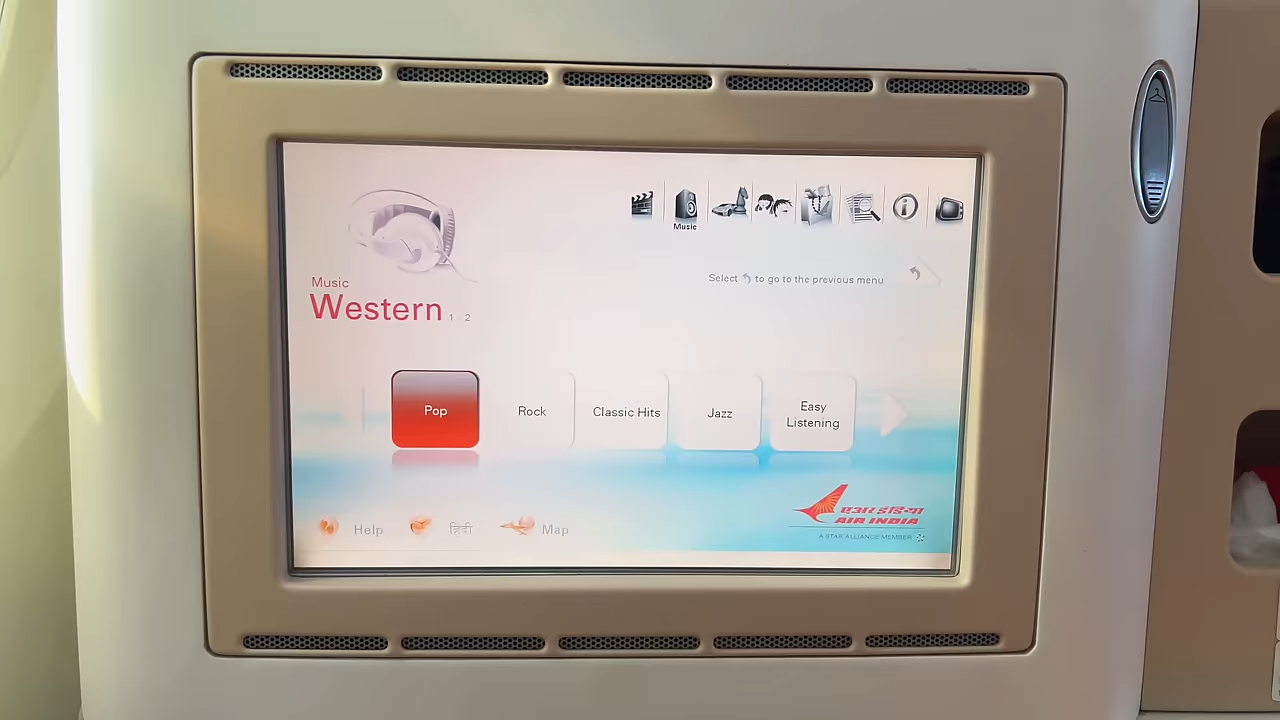 Music
Select to go to the previous menu
Music
Western 1 2
Pop
Rock
Classic Hits
Jazz
Easy
Listening
Help
हिंदी
Map
एअर इंडिया
AIR INDIA
A STAR ALLIANCE MEMBER